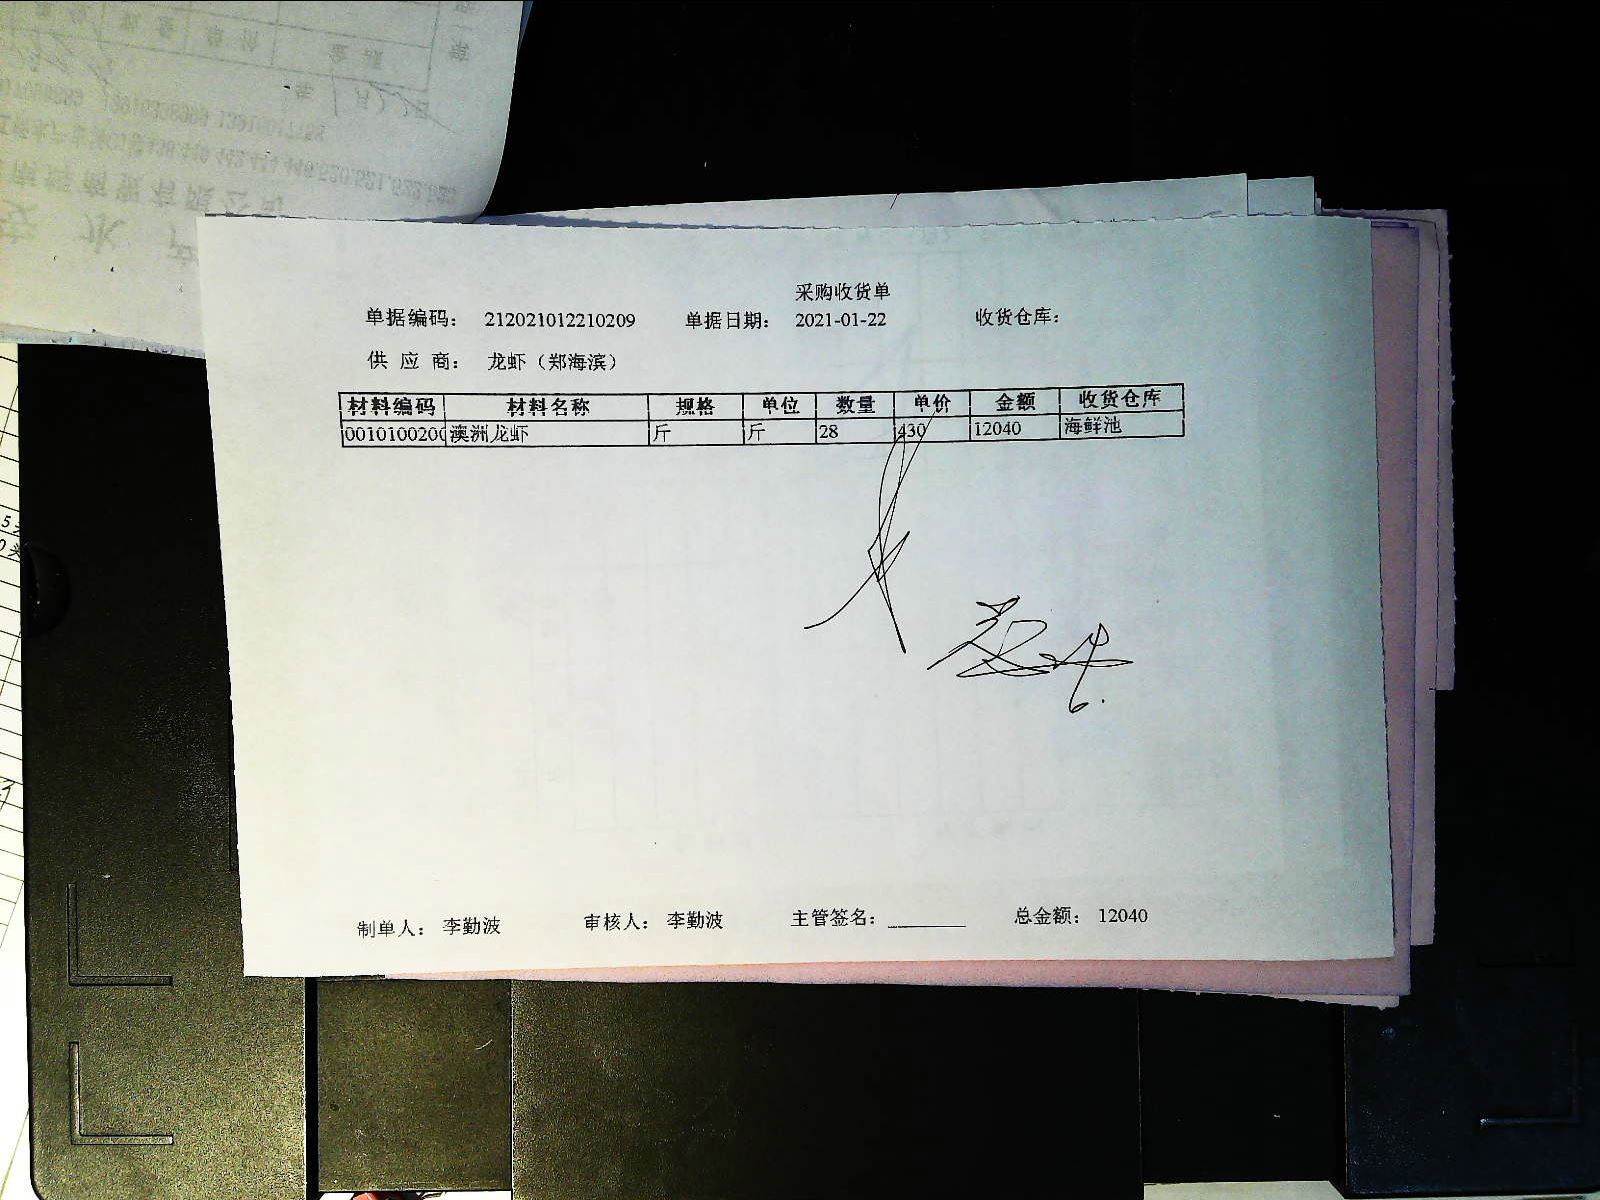 采购收货单
单据编码： 212021012210209 单据日期： 2021-01-22 收货仓库：
供 应 商： 龙虾（郑海滨）
材料编码 材料名称 规格 单位 数量 单价 金额 收货仓库
0010100200 澳洲龙虾 斤 斤 28 430 12040 海鲜池
制单人： 李勤波 审核人： 李勤波 主管签名： 总金额： 12040